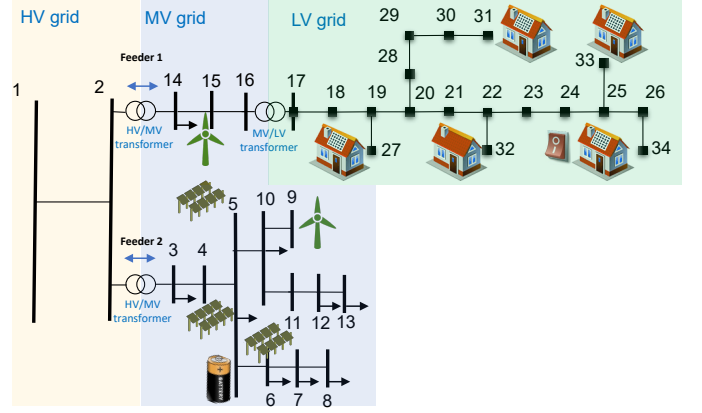 HV grid
MV grid
LV grid
Feeder 1
1
2
14
15
16
17
18
19
20
21
22
23
24
25
26
27
28
29
30
31
32
33
34
HV/MV
transformer
MV/LV
transformer
Feeder 2
3
4
5
10
9
HV/MV
transformer
11
12
13
6
7
8
BATTERY